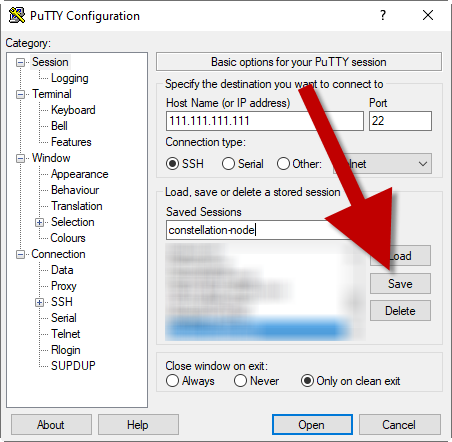 PuTTY Configuration
?
Category:
Session
Logging
Terminal
Keyboard
Bell
Features
Window
Appearance
Behaviour
Translation
Selection
Colours
Connection
Data
Proxy
SSH
Serial
Telnet
Rlogin
SUPDUP
Basic options for your PuTTY session
Specify the destination you want to connect to
Host Name (or IP address) Port
111.111.111.111 22
Connection type:
SSH Serial Other: Telnet
Load, save or delete a stored session
Saved Sessions
constellation-node
Load
Save
Delete
Close window on exit:
Always Never Only on clean exit
About Help Open Cancel